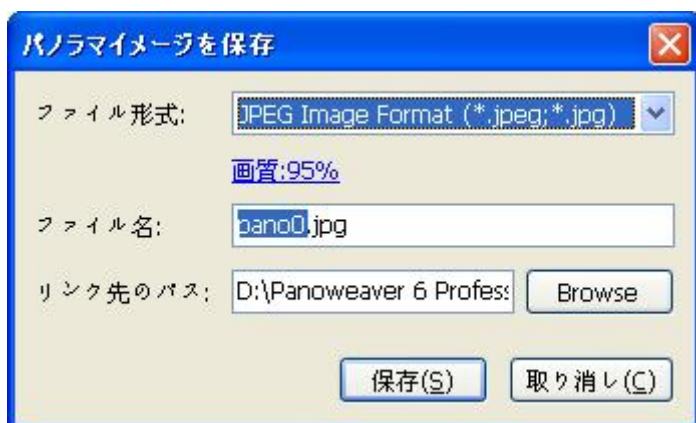 パノラマイメージを保存
ファイル形式: JPEG Image Format (*.jpeg;*.jpg)
画質:95%
ファイル名: pano0.jpg
リンク先のパス: D:\Panoweaver 6 Profess Browse
保存(S) 取り消し(C)